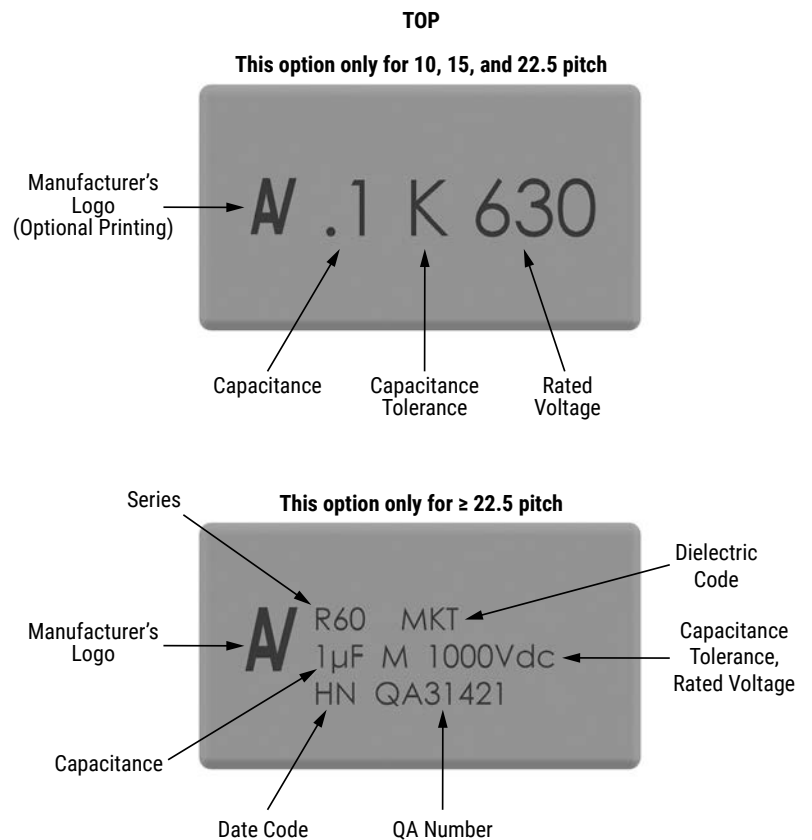 TOP
This option only for 10, 15, and 22.5 pitch
Manufacturer's
Logo
(Optional Printing)
.1 K 630
Capacitance
Capacitance
Tolerance
Rated
Voltage
Series
This option only for ≥ 22.5 pitch
Dielectric
Code
Manufacturer's
Logo
R60 MKT
1µF M 1000Vdc
HN QA31421
Capacitance
Tolerance,
Rated Voltage
Capacitance
Date Code
QA Number